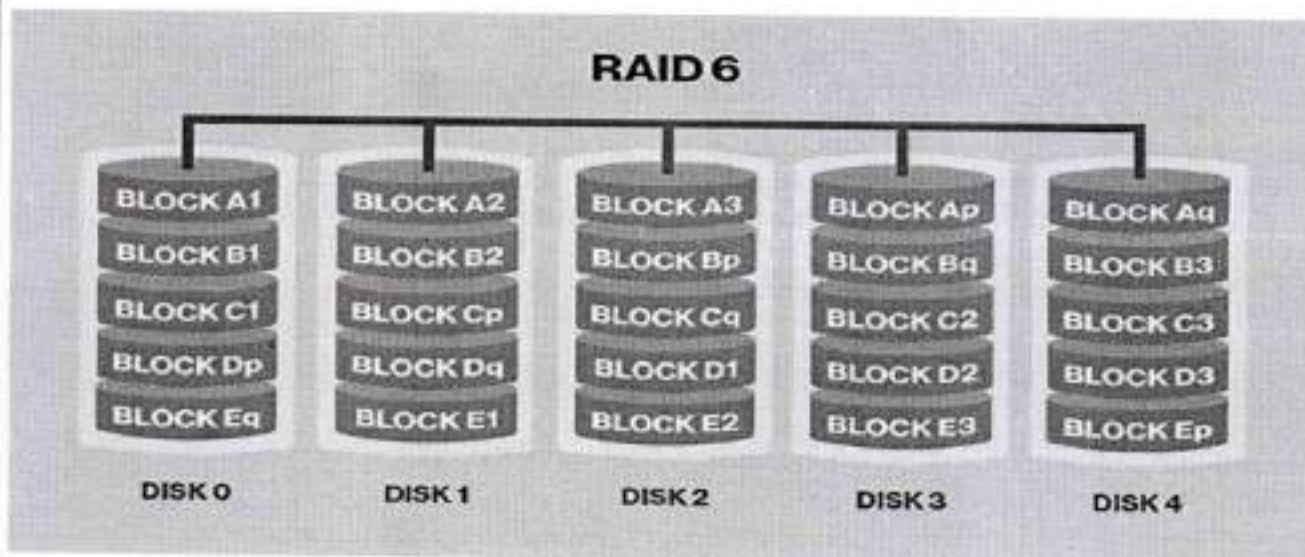 RAID 6
BLOCK A1 BLOCK A2 BLOCK A3 BLOCK Ap BLOCK Aq
BLOCK B1 BLOCK B2 BLOCK Bp BLOCK Bq BLOCK B3
BLOCK C1 BLOCK Cp BLOCK Cq BLOCK C2 BLOCK C3
BLOCK Dp BLOCK Dq BLOCK D1 BLOCK D2 BLOCK D3
BLOCK Eq BLOCK E1 BLOCK E2 BLOCK E3 BLOCK Ep
DISK 0 DISK 1 DISK 2 DISK 3 DISK 4